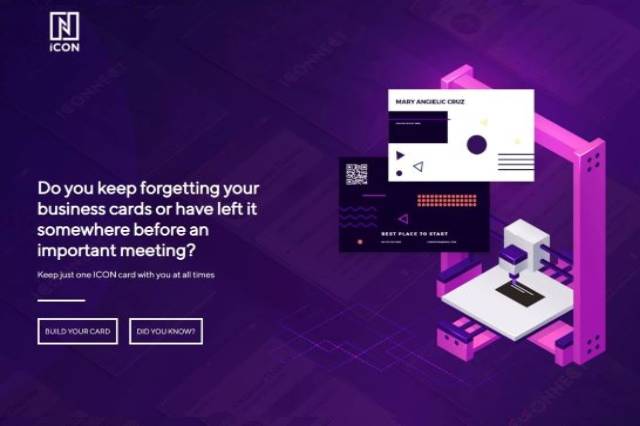 iCON
MARY ANGIELIC CRUZ
Do you keep forgetting your
business cards or have left it
somewhere before an
important meeting?
Keep just one ICON card with you at all times
BEST PLACE TO START
BUILD YOUR CARD
DID YOU KNOW?